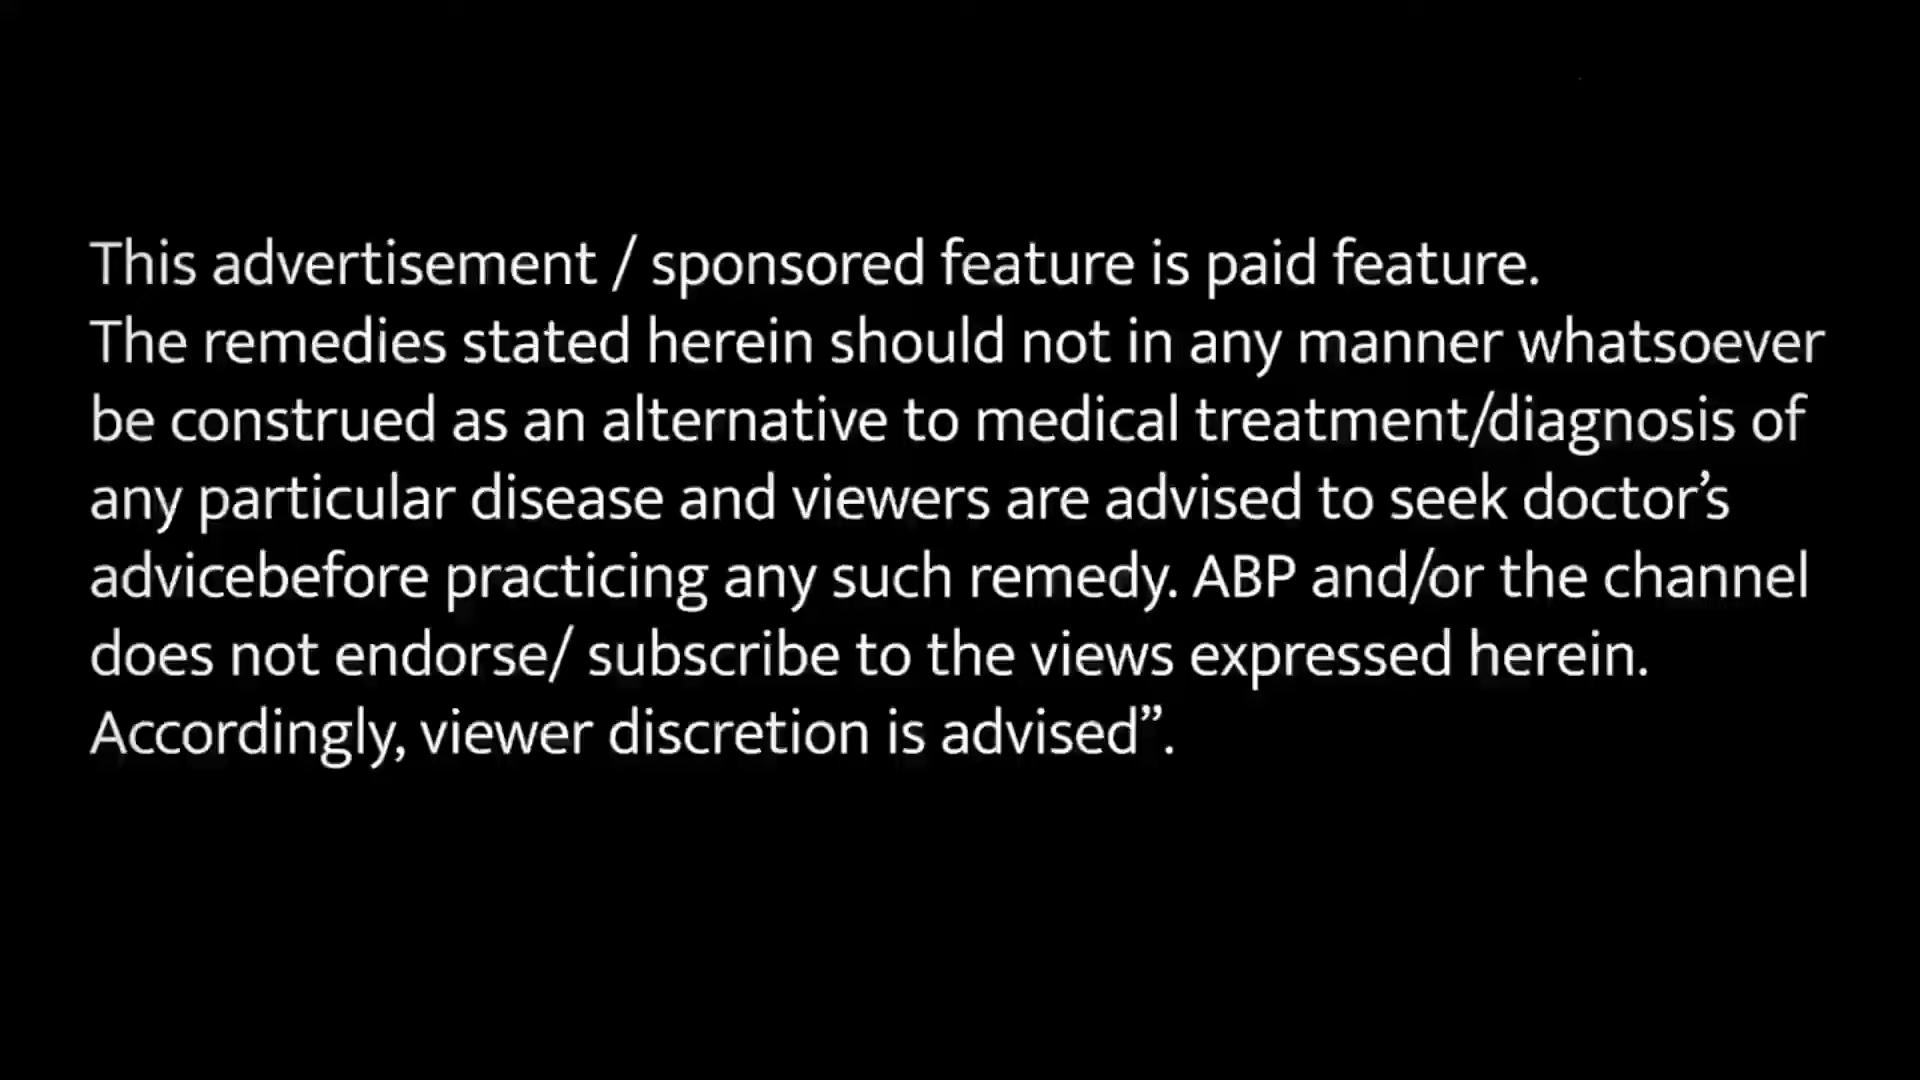 This advertisement / sponsored feature is paid feature.
The remedies stated herein should not in any manner whatsoever
be construed as an alternative to medical treatment/diagnosis of
any particular disease and viewers are advised to seek doctor’s
advicebefore practicing any such remedy. ABP and/or the channel
does not endorse/ subscribe to the views expressed herein.
Accordingly, viewer discretion is advised”.